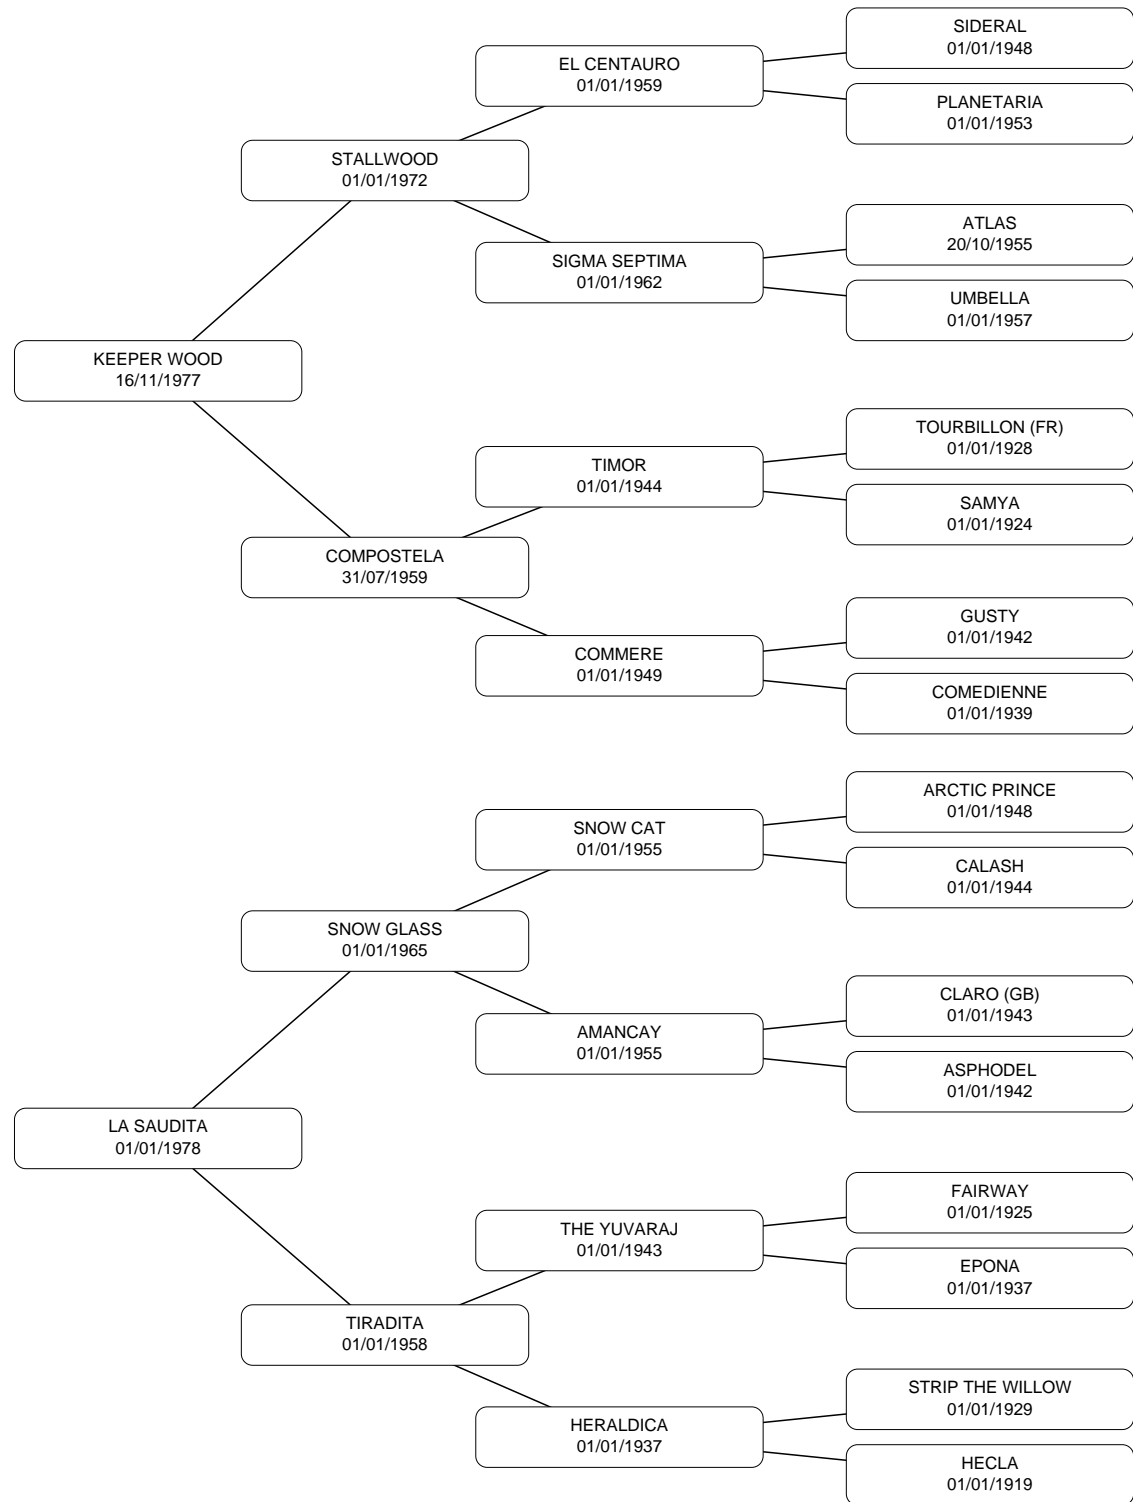 SIDERAL
01/01/1948
EL CENTAURO
01/01/1959
PLANETARIA
01/01/1953
STALLWOOD
01/01/1972
ATLAS
20/10/1955
SIGMA SEPTIMA
01/01/1962
UMBELLA
01/01/1957
KEEPER WOOD
16/11/1977
TOURBILLON (FR)
01/01/1928
TIMOR
01/01/1944
SAMYA
01/01/1924
COMPOSTELA
31/07/1959
GUSTY
01/01/1942
COMMERE
01/01/1949
COMEDIENNE
01/01/1939
ARCTIC PRINCE
01/01/1948
SNOW CAT
01/01/1955
CALASH
01/01/1944
SNOW GLASS
01/01/1965
CLARO (GB)
01/01/1943
AMANCAY
01/01/1955
ASPHODEL
01/01/1942
LA SAUDITA
01/01/1978
FAIRWAY
01/01/1925
THE YUVARAJ
01/01/1943
EPONA
01/01/1937
TIRADITA
01/01/1958
STRIP THE WILLOW
01/01/1929
HERALDICA
01/01/1937
HECLA
01/01/1919